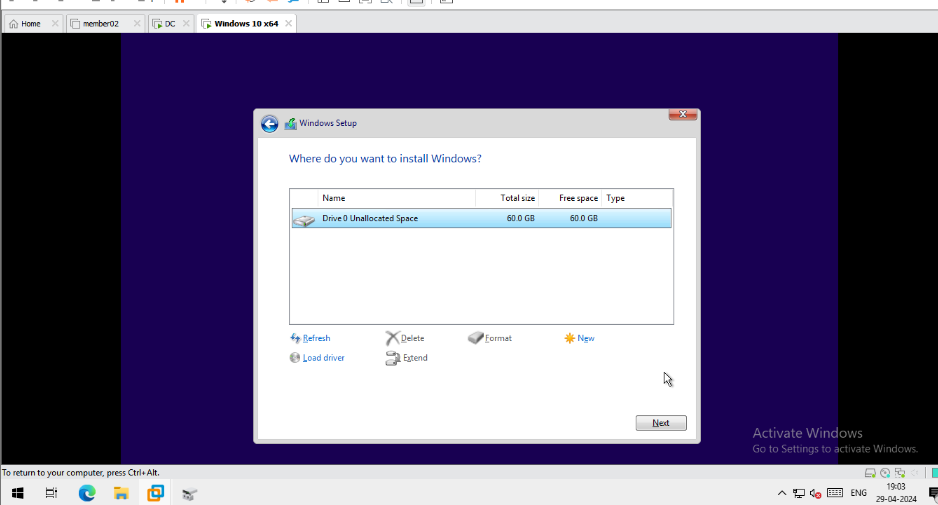 Home member02 DC Windows 10 x64
Windows Setup
Where do you want to install Windows?
Name Total size Free space Type
Drive 0 Unallocated Space 60.0 GB 60.0 GB
Refresh Delete Format New
Load driver Extend
Next
Activate Windows
Go to Settings to activate Windows.
To return to your computer, press Ctrl+Alt.
ENG 19:03
29-04-2024